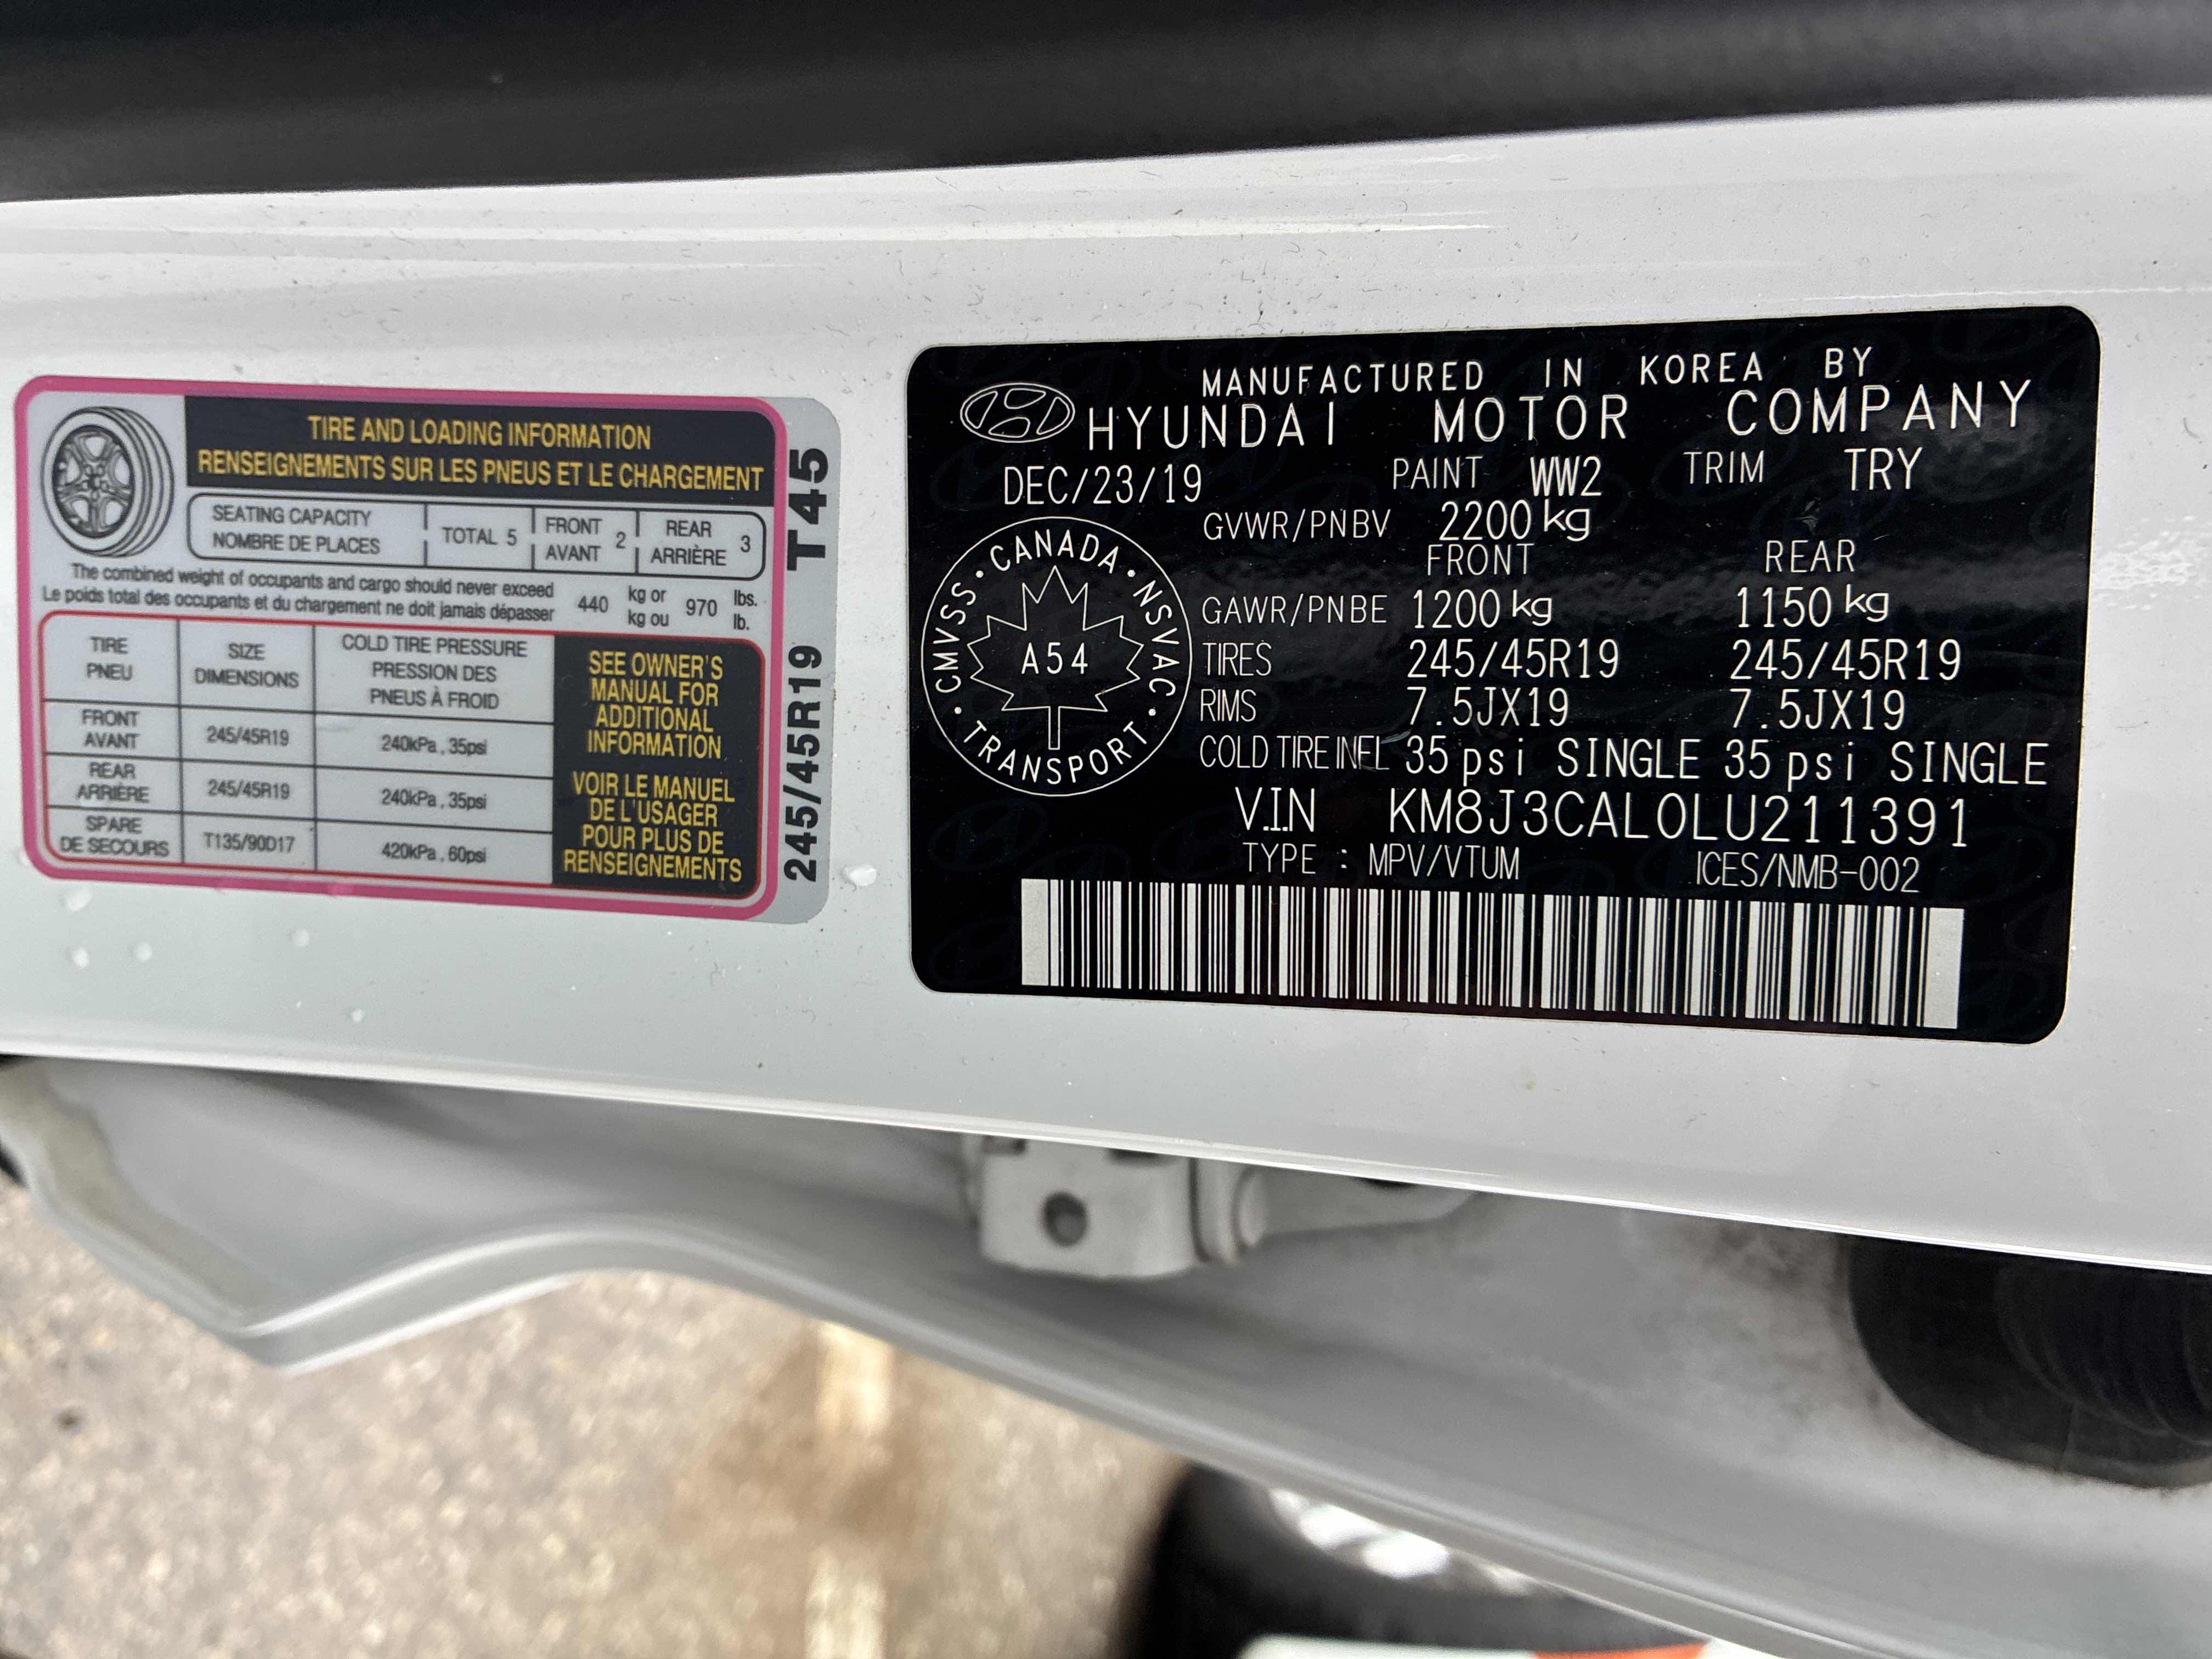 TIRE AND LOADING INFORMATION
RENSEIGNEMENTS SUR LES PNEUS ET LE CHARGEMENT
SEATING CAPACITY
NOMBRE DE PLACES
TOTAL 5
FRONT
AVANT
2
REAR
ARRIÈRE
3
The combined weight of occupants and cargo should never exceed
Le poids total des occupants et du chargement ne doit jamais dépasser
440
kg or
kg ou
970
lbs.
lb.
TIRE
PNEU
SIZE
DIMENSIONS
COLD TIRE PRESSURE
PRESSION DES
PNEUS À FROID
FRONT
AVANT
245/45R19
240kPa , 35psi
REAR
ARRIÈRE
245/45R19
240kPa , 35psi
SPARE
DE SECOURS
T135/90D17
420kPa , 60psi
SEE OWNER'S
MANUAL FOR
ADDITIONAL
INFORMATION
VOIR LE MANUEL
DE L'USAGER
POUR PLUS DE
RENSEIGNEMENTS
245/45R19 T45
MANUFACTURED IN KOREA BY
HYUNDAI MOTOR COMPANY
DEC/23/19 PAINT WW2 TRIM TRY
GVWR/PNBV 2200 kg
FRONT REAR
GAWR/PNBE 1200 kg 1150 kg
TIRES 245/45R19 245/45R19
RIMS 7.5JX19 7.5JX19
COLD TIRE INFL 35 psi SINGLE 35 psi SINGLE
V.I.N KM8J3CAL0LU211391
TYPE : MPV/VTUM ICES/NMB-002
CMVSS · CANADA · NSVAC · TRANSPORT ·
A54